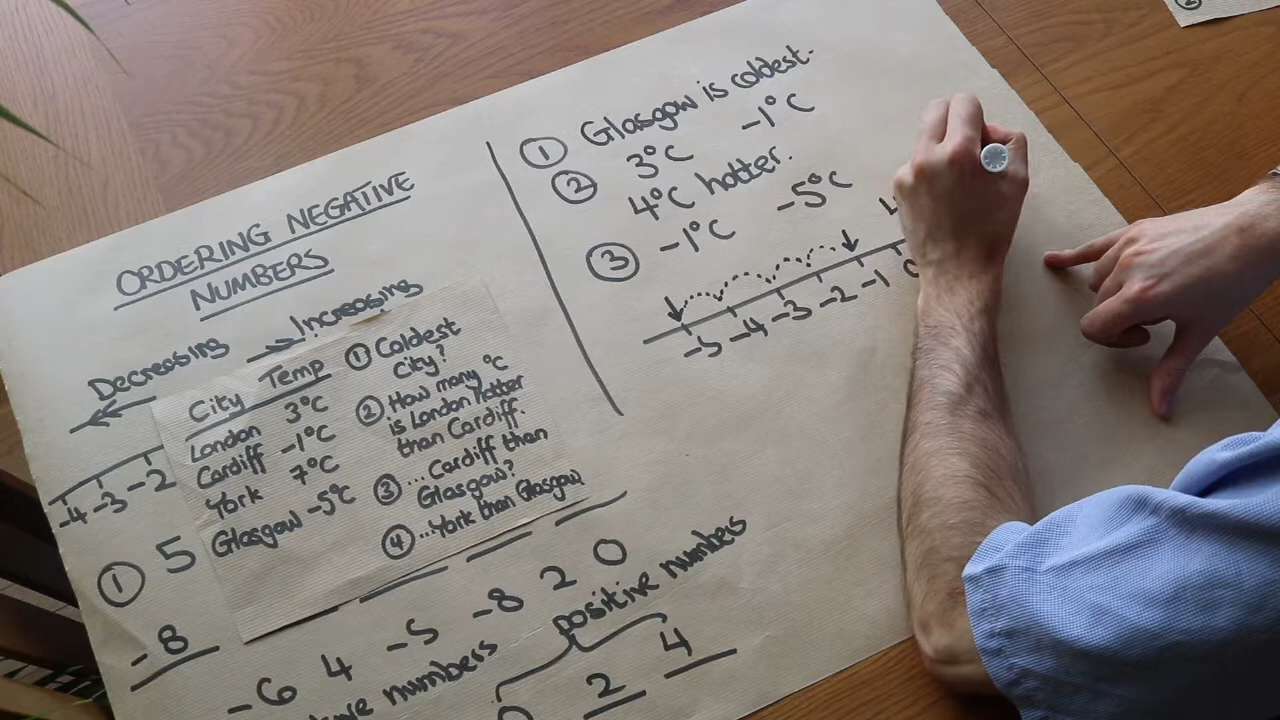 ORDERING NEGATIVE
NUMBERS
Decreasing
Increasing
-4 -3 -2
City Temp
London 3°C
Cardiff -1°C
York 7°C
Glasgow -5°C
① Coldest
City?
② How many °C
is London Hotter
than Cardiff.
③ ... Cardiff than
Glasgow?
④ ...York than Glasgow
① 5
-8
-6 4 -5 -8 2 0
numbers
positive numbers
2 4
① Glasgow is coldest.
② 3°C -1°C
4°C hotter.
③ -1°C -5°C
-5 -4 -3 -2 -1